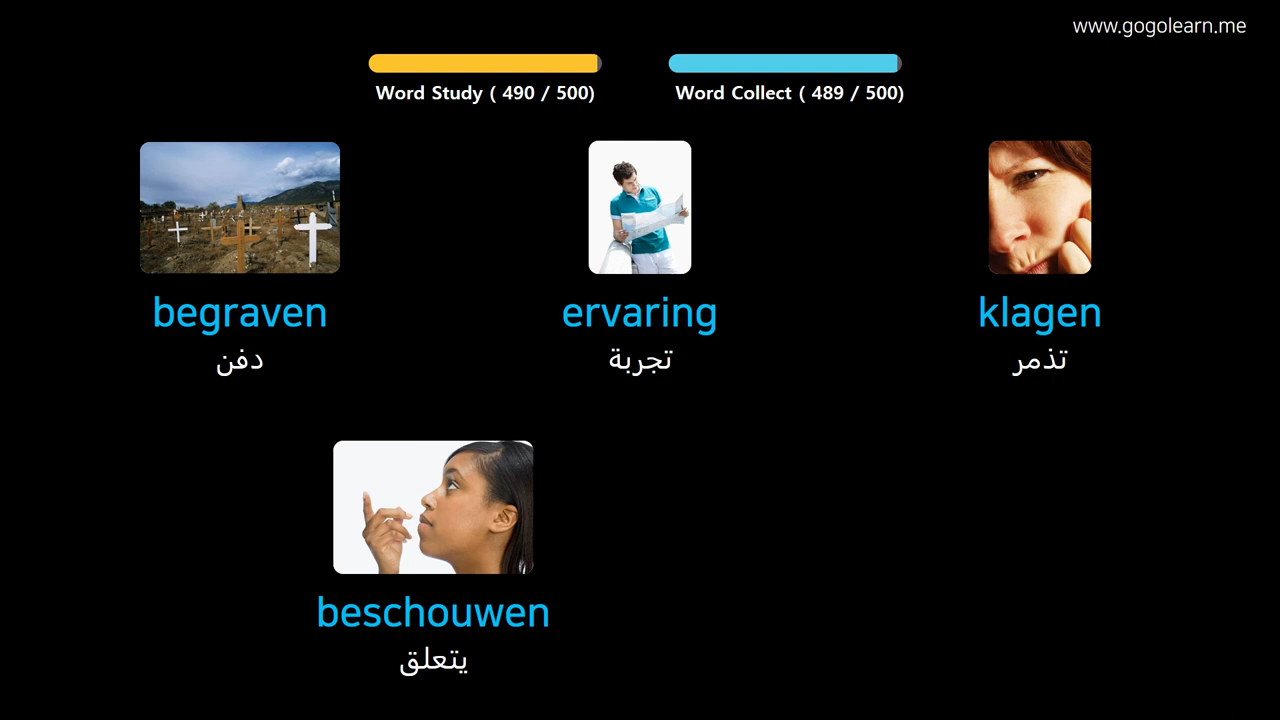 www.gogolearn.me
Word Study ( 490 / 500)
Word Collect ( 489 / 500)
begraven
دفن
ervaring
تجربة
klagen
تذمر
beschouwen
يتعلق